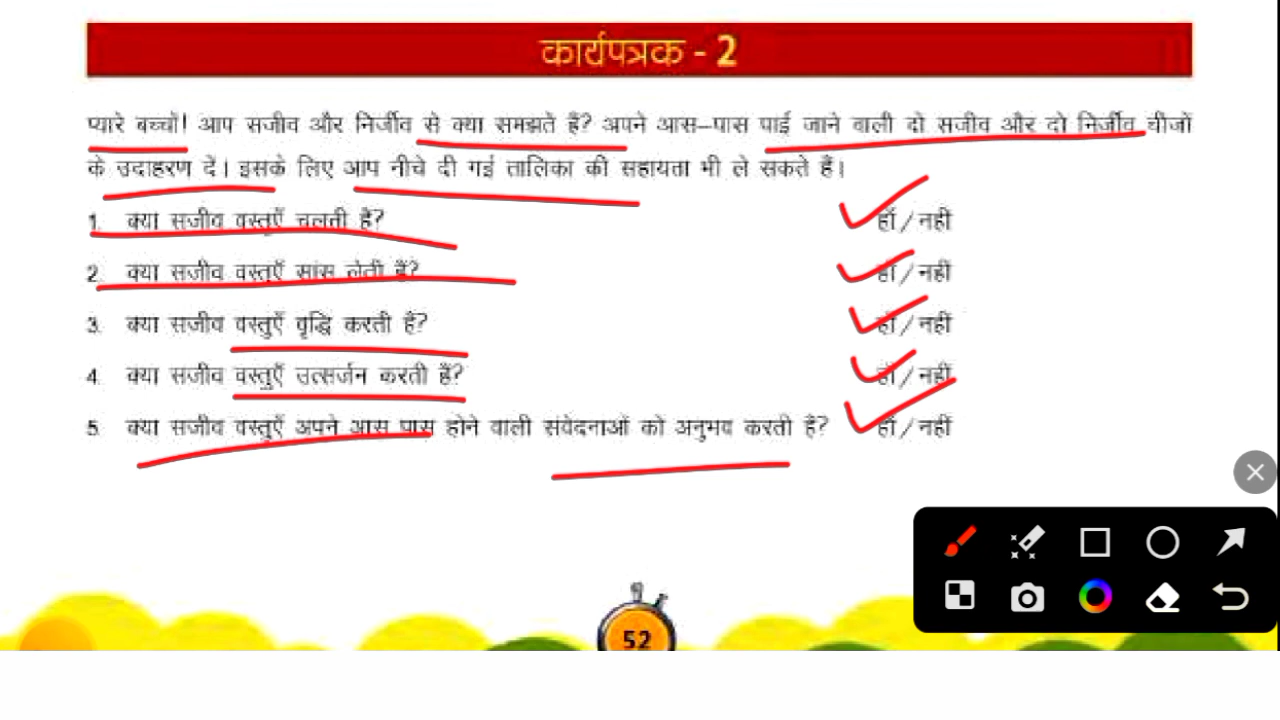 कार्यपत्रक - 2
प्यारे बच्चों! आप सजीव और निर्जीव से क्या समझते हैं? अपने आस-पास पाई जाने वाली दो सजीव और दो निर्जीव चीजों
के उदाहरण दें। इसके लिए आप नीचे दी गई तालिका की सहायता भी ले सकते हैं।
1. क्या सजीव वस्तुएँ चलती हैं? हाँ/नहीं
2. क्या सजीव वस्तुएँ सांस लेती हैं? हाँ/नहीं
3. क्या सजीव वस्तुएँ वृद्धि करती हैं? हाँ/नहीं
4. क्या सजीव वस्तुएँ उत्सर्जन करती हैं? हाँ/नहीं
5. क्या सजीव वस्तुएँ अपने आस पास होने वाली संवेदनाओं को अनुभव करती हैं? हाँ/नहीं
52